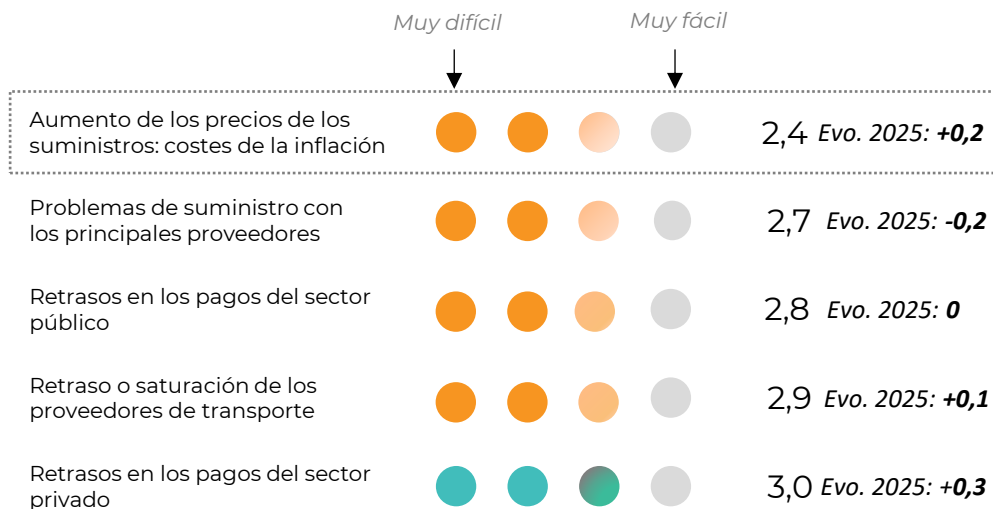 Muy difícil
Muy fácil
Aumento de los precios de los
suministros: costes de la inflación
2,4 Evo. 2025: +0,2
Problemas de suministro con
los principales proveedores
2,7 Evo. 2025: -0,2
Retrasos en los pagos del sector
público
2,8 Evo. 2025: 0
Retraso o saturación de los
proveedores de transporte
2,9 Evo. 2025: +0,1
Retrasos en los pagos del sector
privado
3,0 Evo. 2025: +0,3